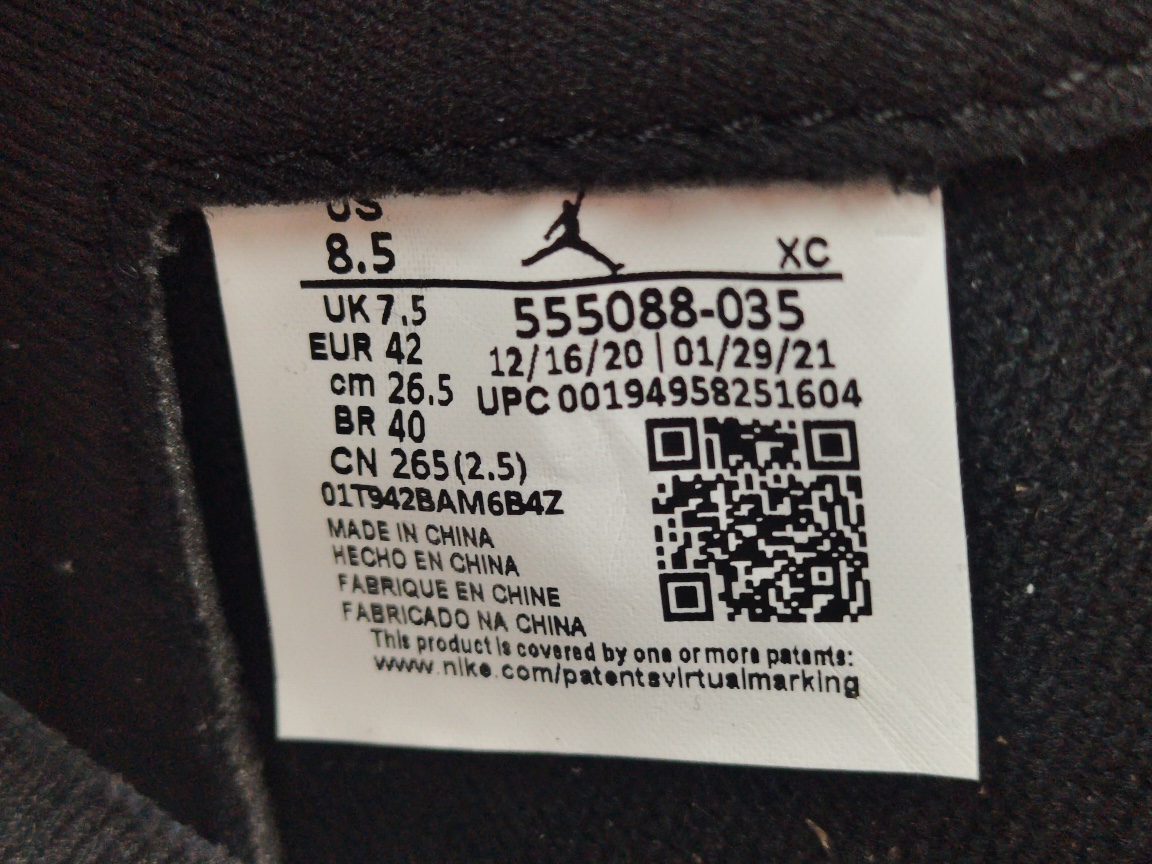 US
8.5
XC
UK 7.5
555088-035
EUR 42
12/16/20 | 01/29/21
cm 26.5
UPC 00194958251604
BR 40
CN 265(2.5)
01T942BAM6B4Z
MADE IN CHINA
HECHO EN CHINA
FABRIQUE EN CHINE
FABRICADO NA CHINA
This product is covered by one or more patents:
www.nike.com/patentsvirtualmarking